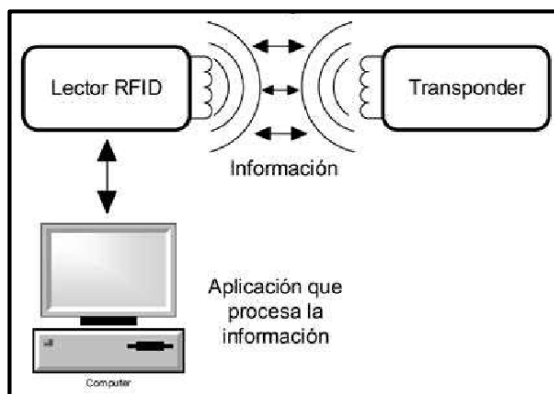 Lector RFID
Transponder
Información
Aplicación que
procesa la
información
Computer